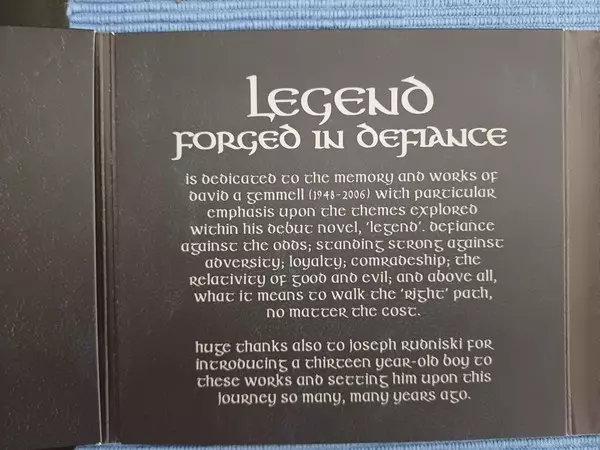 Legend
Forged in Defiance
is dedicated to the memory and works of
david a gemmell (1948-2006) with particular
emphasis upon the themes explored
within his debut novel, 'legend'. defiance
against the odds; standing strong against
adversity; loyalty; comradeship; the
relativity of good and evil; and above all,
what it means to walk the 'right' path,
no matter the cost.
huge thanks also to Joseph Rudniski for
introducing a thirteen year-old boy to
these works and setting him upon this
journey so many, many years ago.